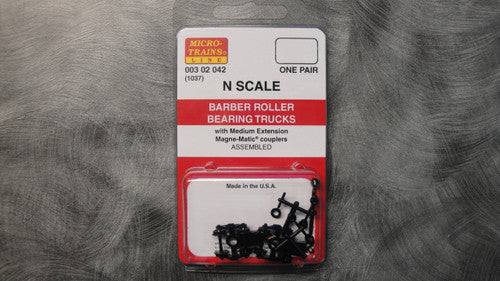 MICRO-
TRAINS®
LINE
003 02 042
(1037)
ONE PAIR
N SCALE
BARBER ROLLER
BEARING TRUCKS
with Medium Extension
Magne-Matic® couplers
ASSEMBLED
Made in the U.S.A.